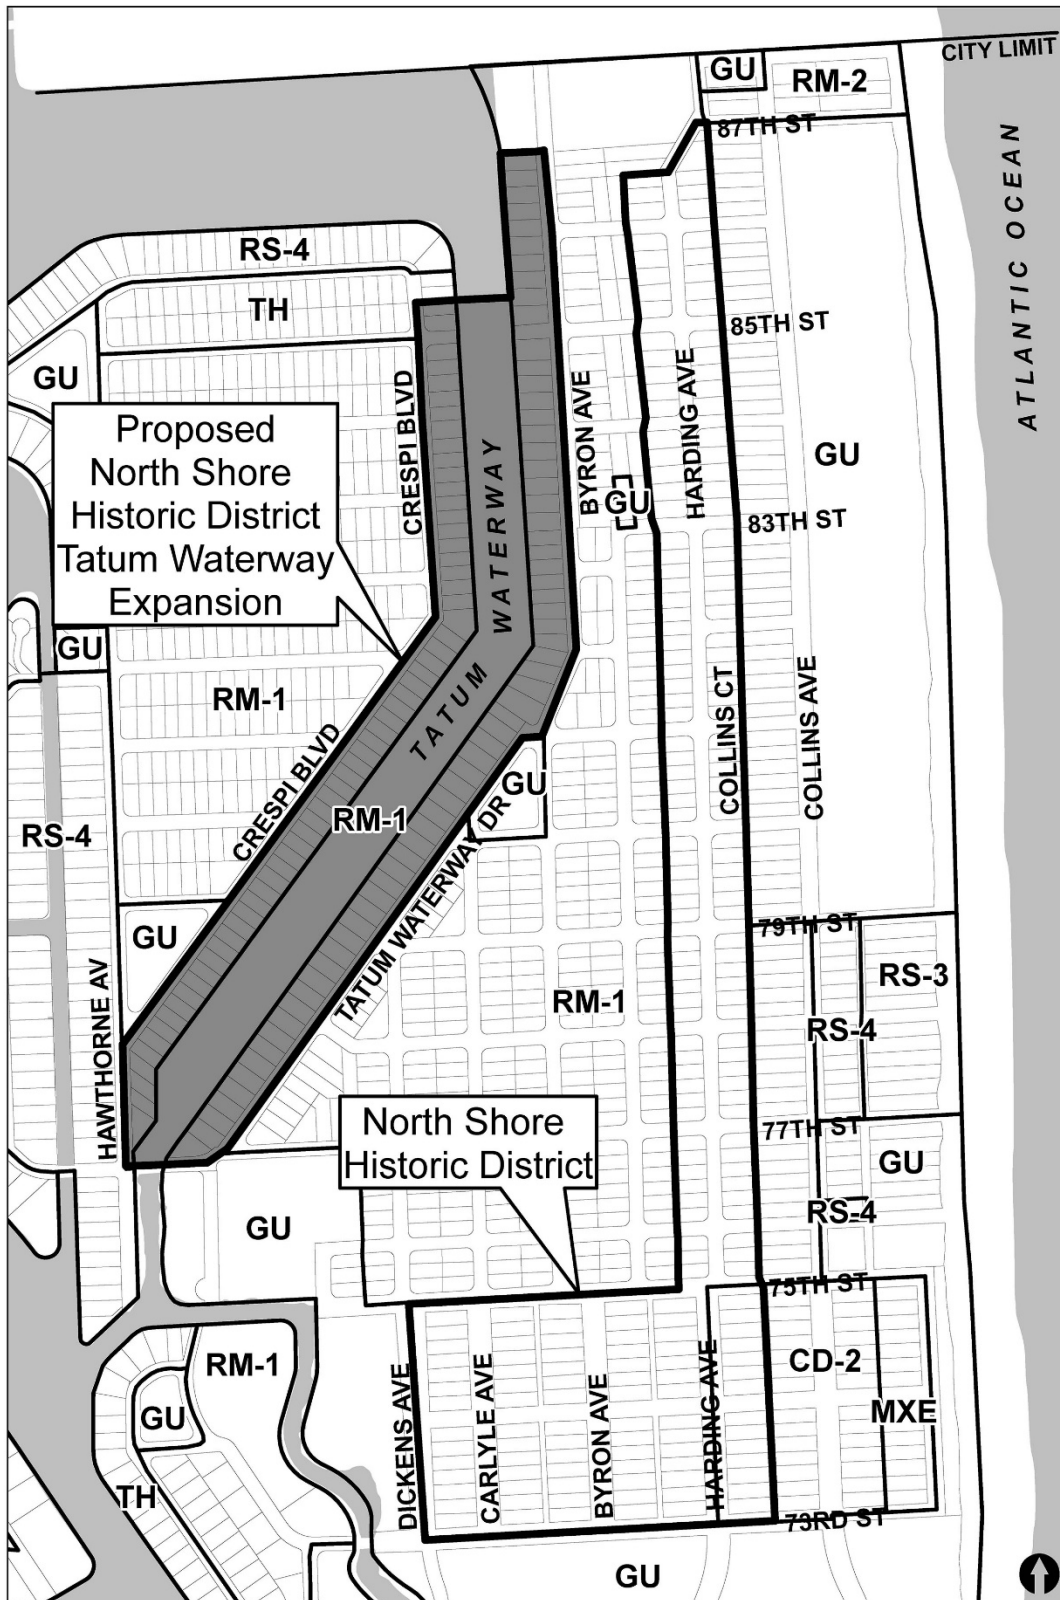 CITY LIMIT
GU
RM-2
87TH ST
ATLANTIC OCEAN
RS-4
TH
85TH ST
GU
CRESPI BLVD
BYRON AVE
HARDING AVE
GU
Proposed
North Shore
Historic District
Tatum Waterway
Expansion
GU
83TH ST
TATUM WATERWAY
GU
RM-1
COLLINS CT
COLLINS AVE
CRESPI BLVD
GU
RM-1
RS-4
TATUM WATERWAY DR
GU
79TH ST
RS-3
HAWTHORNE AV
RM-1
RS-4
North Shore
Historic District
77TH ST
GU
GU
RS-4
75TH ST
RM-1
CD-2
GU
MXE
DICKENS AVE
CARLYLE AVE
BYRON AVE
HARDING AVE
TH
73RD ST
GU